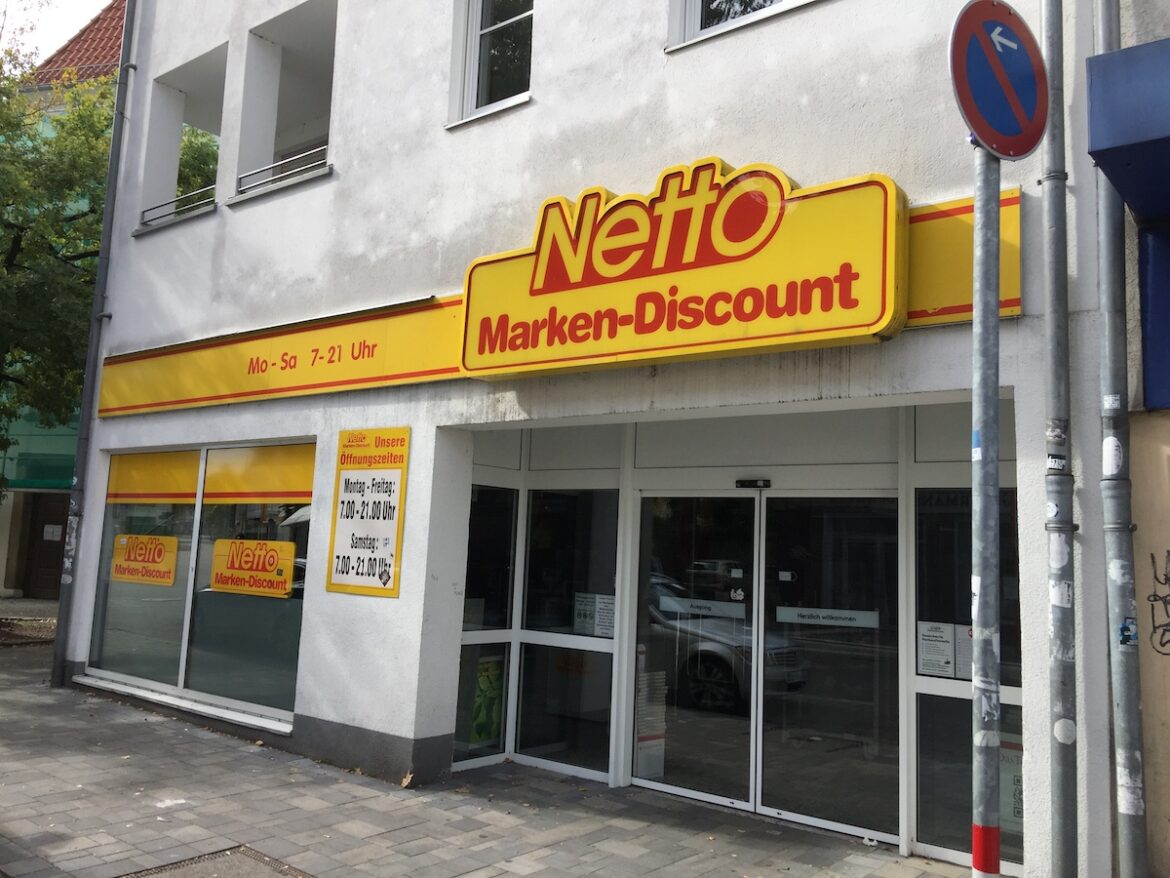 Netto
Marken-Discount
Mo - Sa 7-21 Uhr
Netto
Marken-Discount
Unsere
Öffnungszeiten
Montag - Freitag:
7.00 - 21.00 Uhr
Samstag:
7.00 - 21.00 Uhr
Netto
Marken-Discount
Netto
Marken-Discount
Ausgang
Herzlich willkommen